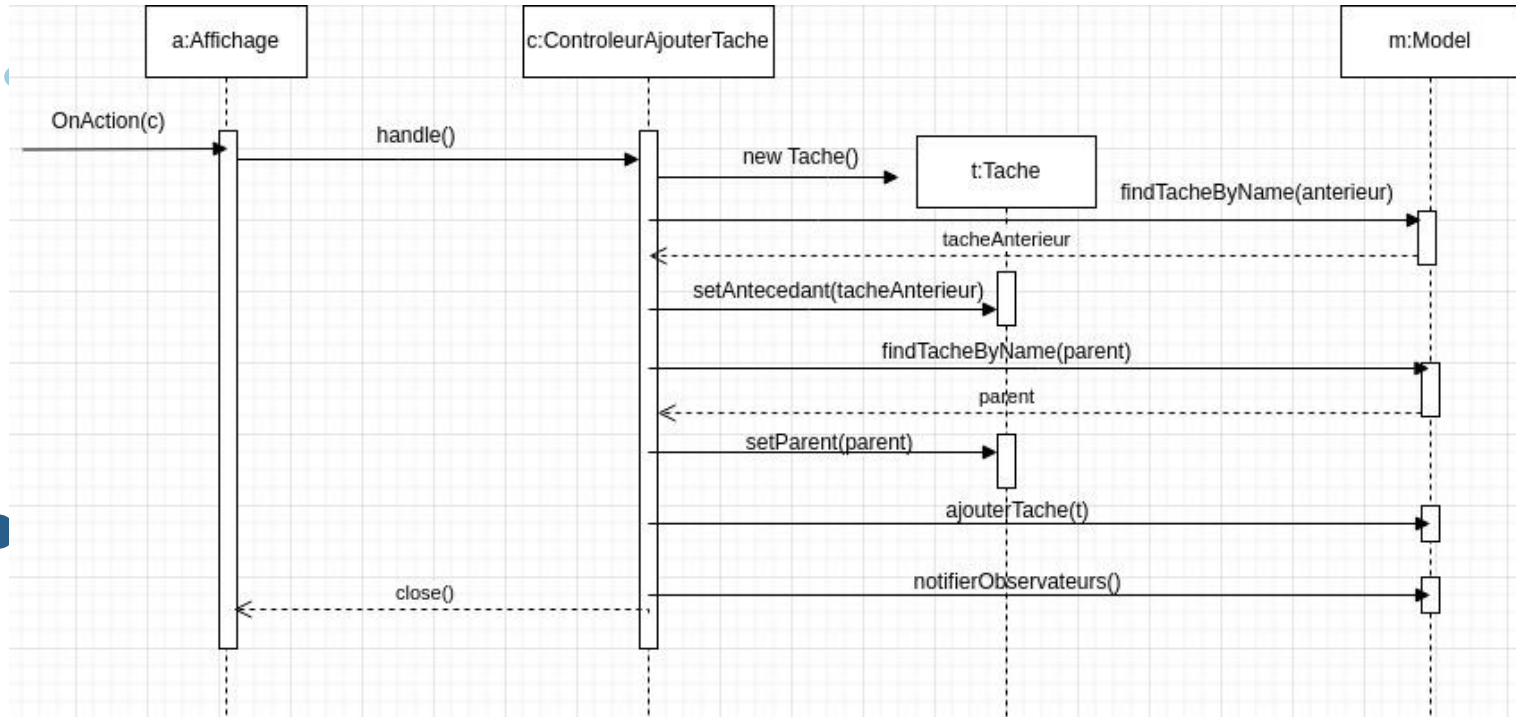 a:Affichage
c:ControleurAjouterTache
m:Model
OnAction(c)
handle()
new Tache()
t:Tache
findTacheByName(anterieur)
tacheAnterieur
setAntecedant(tacheAnterieur)
findTacheByName(parent)
parent
setParent(parent)
ajouterTache(t)
notifierObservateurs()
close()